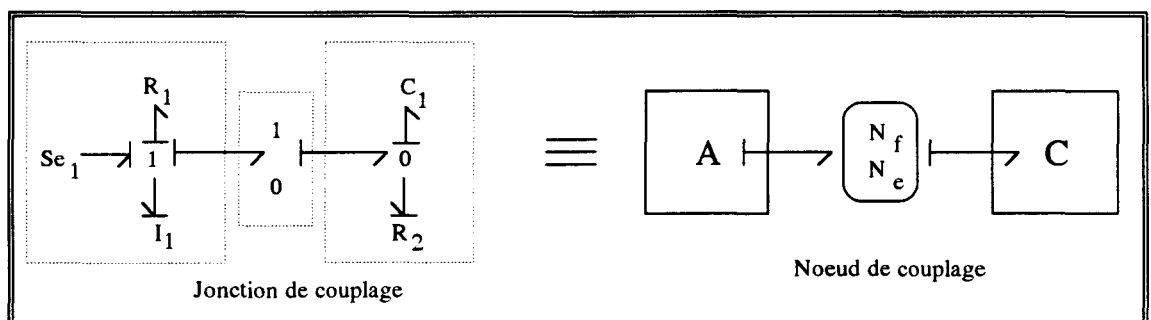 R1 C1
Se1 1 1 0 0
I1 R2
Jonction de couplage
A Nf Ne C
Noeud de couplage